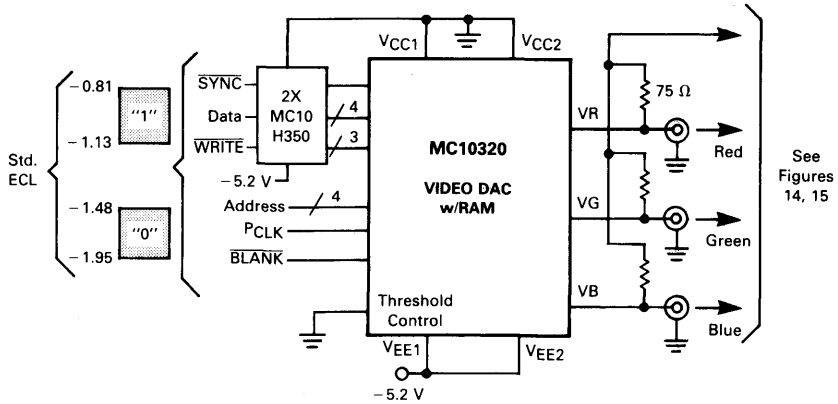 VCC1
VCC2
Std.
ECL
−0.81
"1"
−1.13
−1.48
"0"
−1.95
SYNC
Data
WRITE
2X
MC10
H350
4
3
−5.2 V
Address
4
PCLK
BLANK
MC10320
VIDEO DAC
w/RAM
Threshold
Control
VEE1
VEE2
−5.2 V
75 Ω
VR
Red
VG
Green
VB
Blue
See
Figures
14, 15